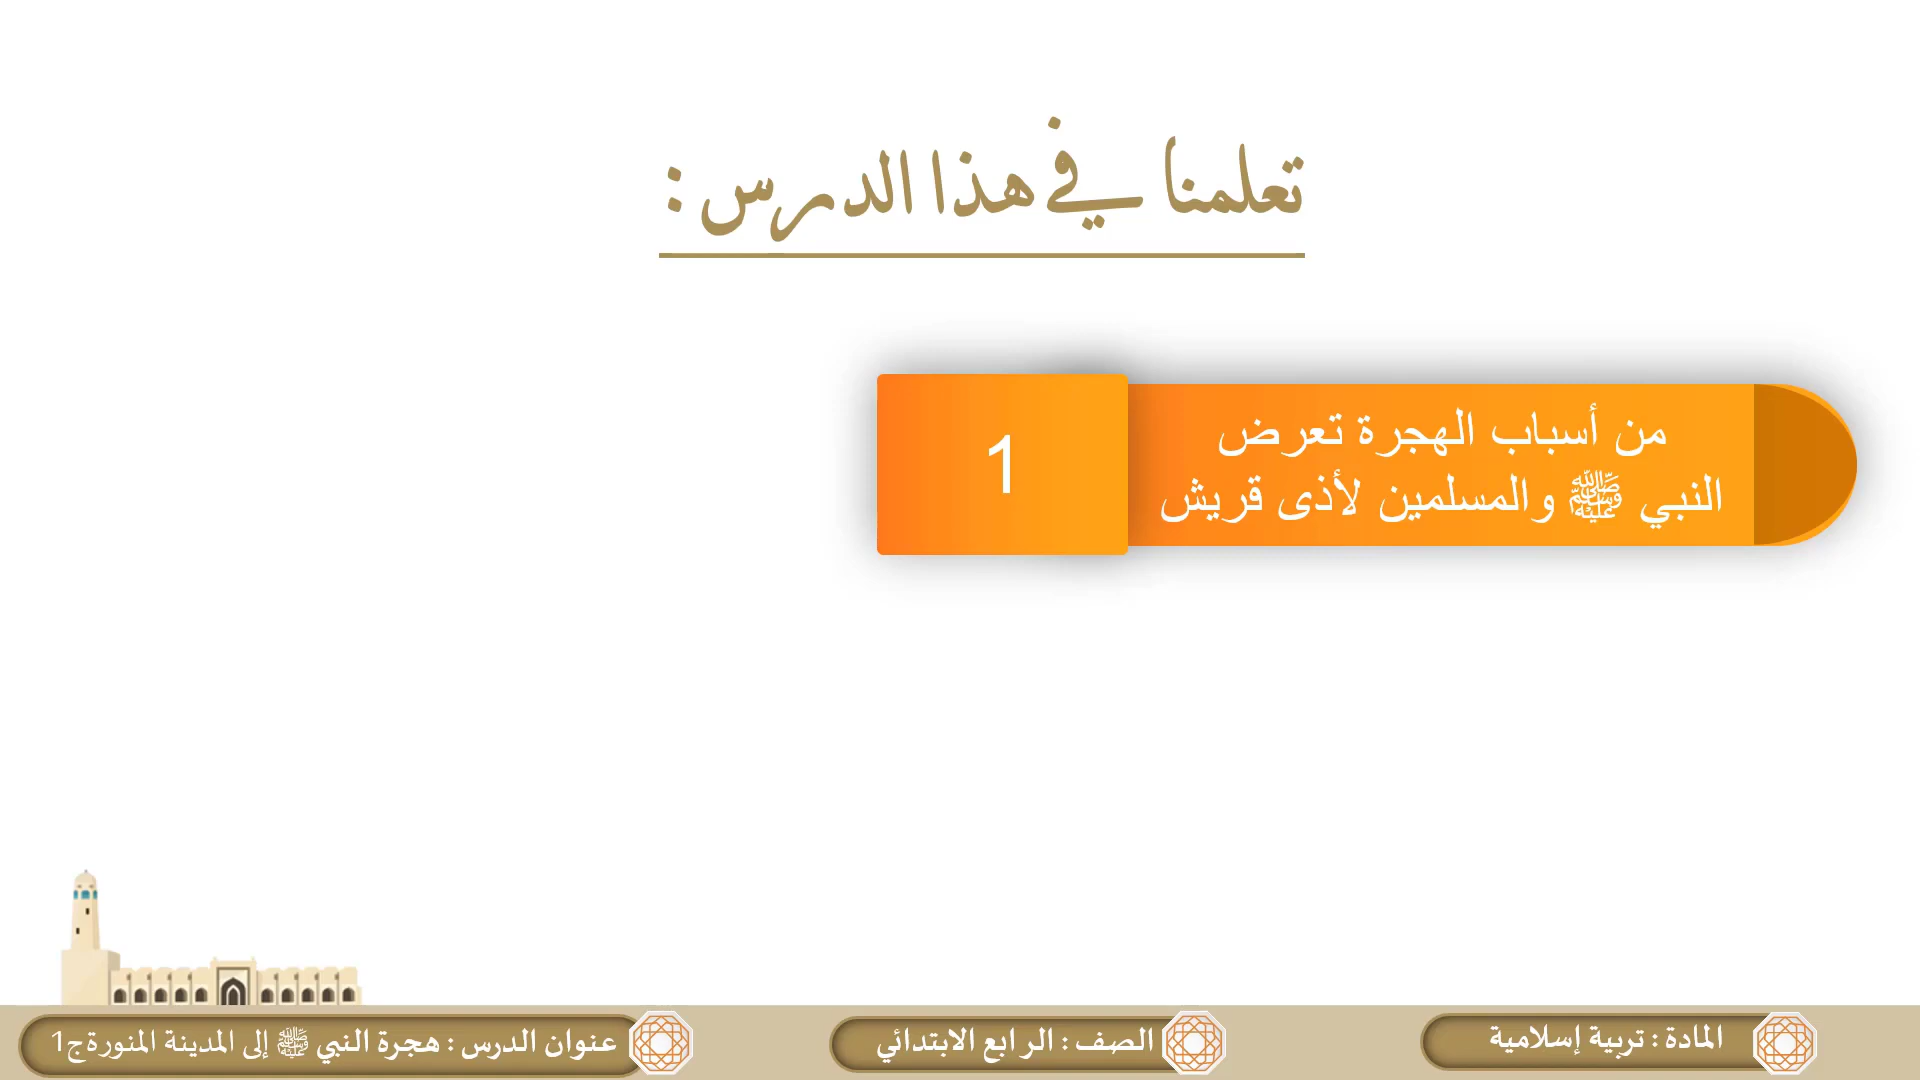 تعلمنا في هذا الدرس :
من أسباب الهجرة تعرض
النبي ﷺ والمسلمين لأذى قريش
1
المادة : تربية إسلامية
الصف : الرابع الابتدائي
عنوان الدرس : هجرة النبي ﷺ إلى المدينة المنورةج1